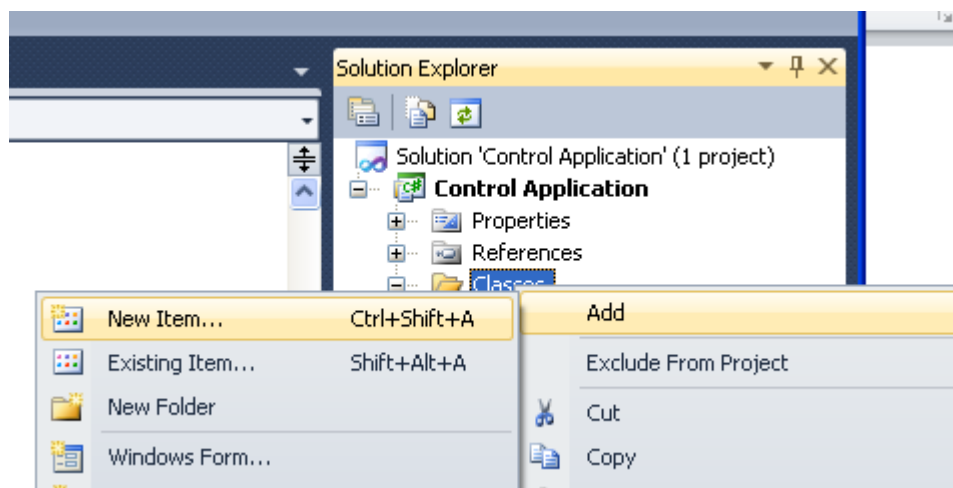 Solution Explorer
Solution 'Control Application' (1 project)
C# Control Application
Properties
References
Classes
New Item... Ctrl+Shift+A
Add
Existing Item... Shift+Alt+A
Exclude From Project
New Folder
Cut
Windows Form...
Copy